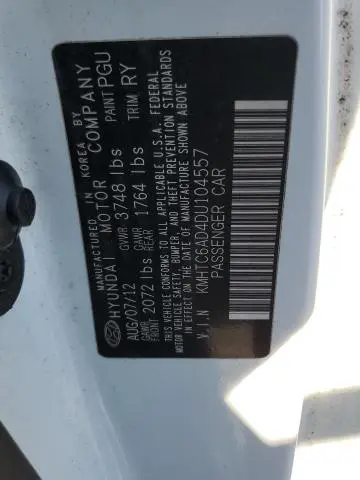 MANUFACTURED IN KOREA BY
HYUNDAI MOTOR COMPANY
AUG/07/12 GVWR 3748 lbs PAINT PGU
GAWR FRONT 2072 lbs GAWR REAR 1764 lbs TRIM RY
THIS VEHICLE CONFORMS TO ALL APPLICABLE U.S.A. FEDERAL
MOTOR VEHICLE SAFETY, BUMPER, AND THEFT PREVENTION STANDARDS
IN EFFECT ON THE DATE OF MANUFACTURE SHOWN ABOVE
KMHTC6AD4DU104557
V.I.N PASSENGER CAR